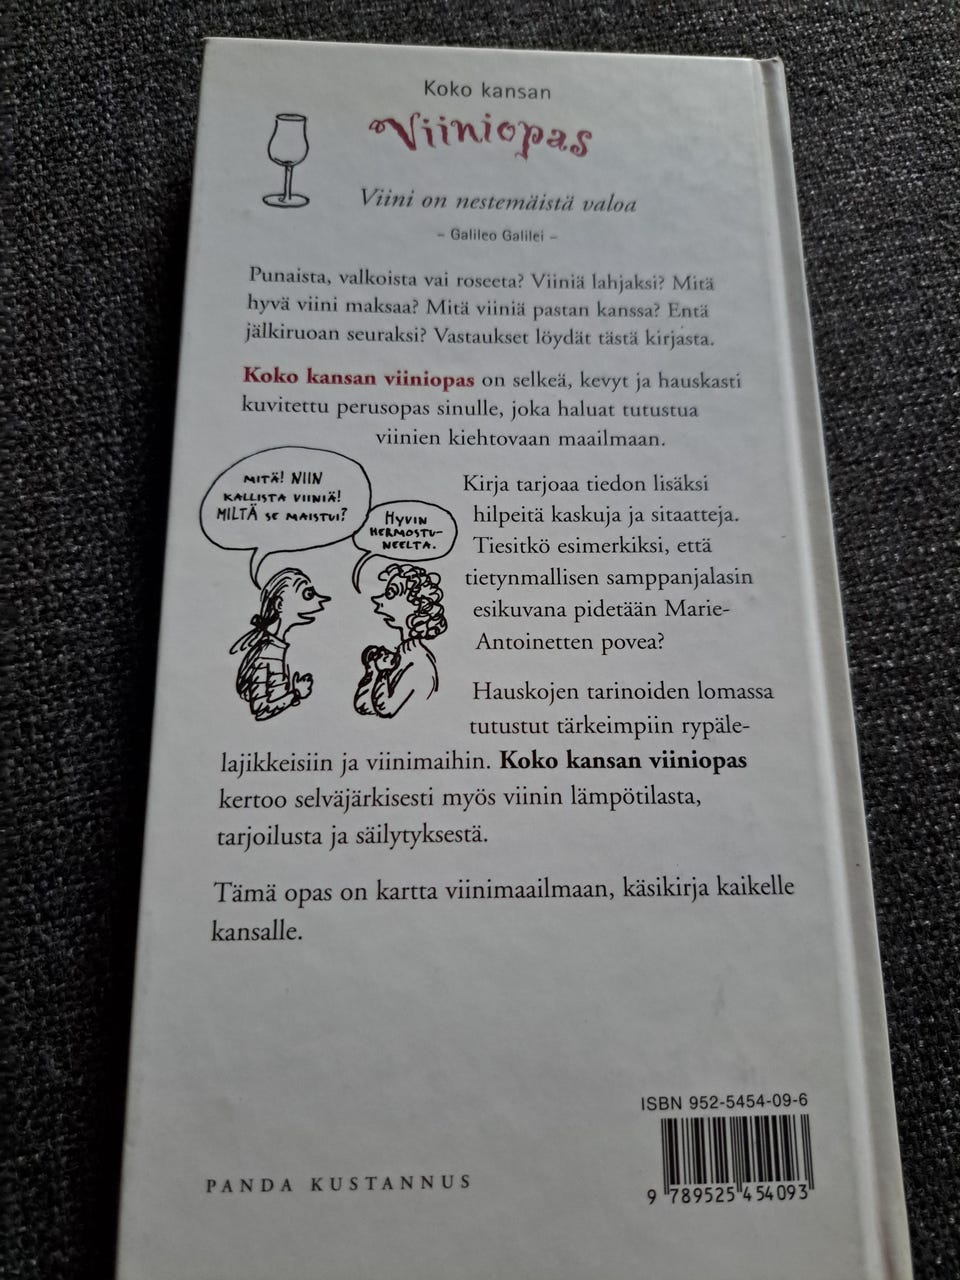 Koko kansan
Viiniopas
Viini on nestemäistä valoa
– Galileo Galilei –
Punaista, valkoista vai roseeta? Viiniä lahjaksi? Mitä
hyvä viini maksaa? Mitä viiniä pastan kanssa? Entä
jälkiruoan seuraksi? Vastaukset löydät tästä kirjasta.
Koko kansan viiniopas on selkeä, kevyt ja hauskasti
kuvitettu perusopas sinulle, joka haluat tutustua
viinien kiehtovaan maailmaan.
MITÄ! NIIN
KALLISTA VIINIÄ!
MILTÄ SE MAISTUI?
HYVIN
HERMOSTU-
NEELTA.
Kirja tarjoaa tiedon lisäksi
hilpeitä kaskuja ja sitaatteja.
Tiesitkö esimerkiksi, että
tietynmallisen samppanjalasin
esikuvana pidetään Marie-
Antoinetten povea?
Hauskojen tarinoiden lomassa
tutustut tärkeimpiin rypäle-
lajikkeisiin ja viinimaihin. Koko kansan viiniopas
kertoo selväjärkisesti myös viinin lämpötilasta,
tarjoilusta ja säilytyksestä.
Tämä opas on kartta viinimaailmaan, käsikirja kaikelle
kansalle.
ISBN 952-5454-09-6
PANDA KUSTANNUS
9 789525 454093